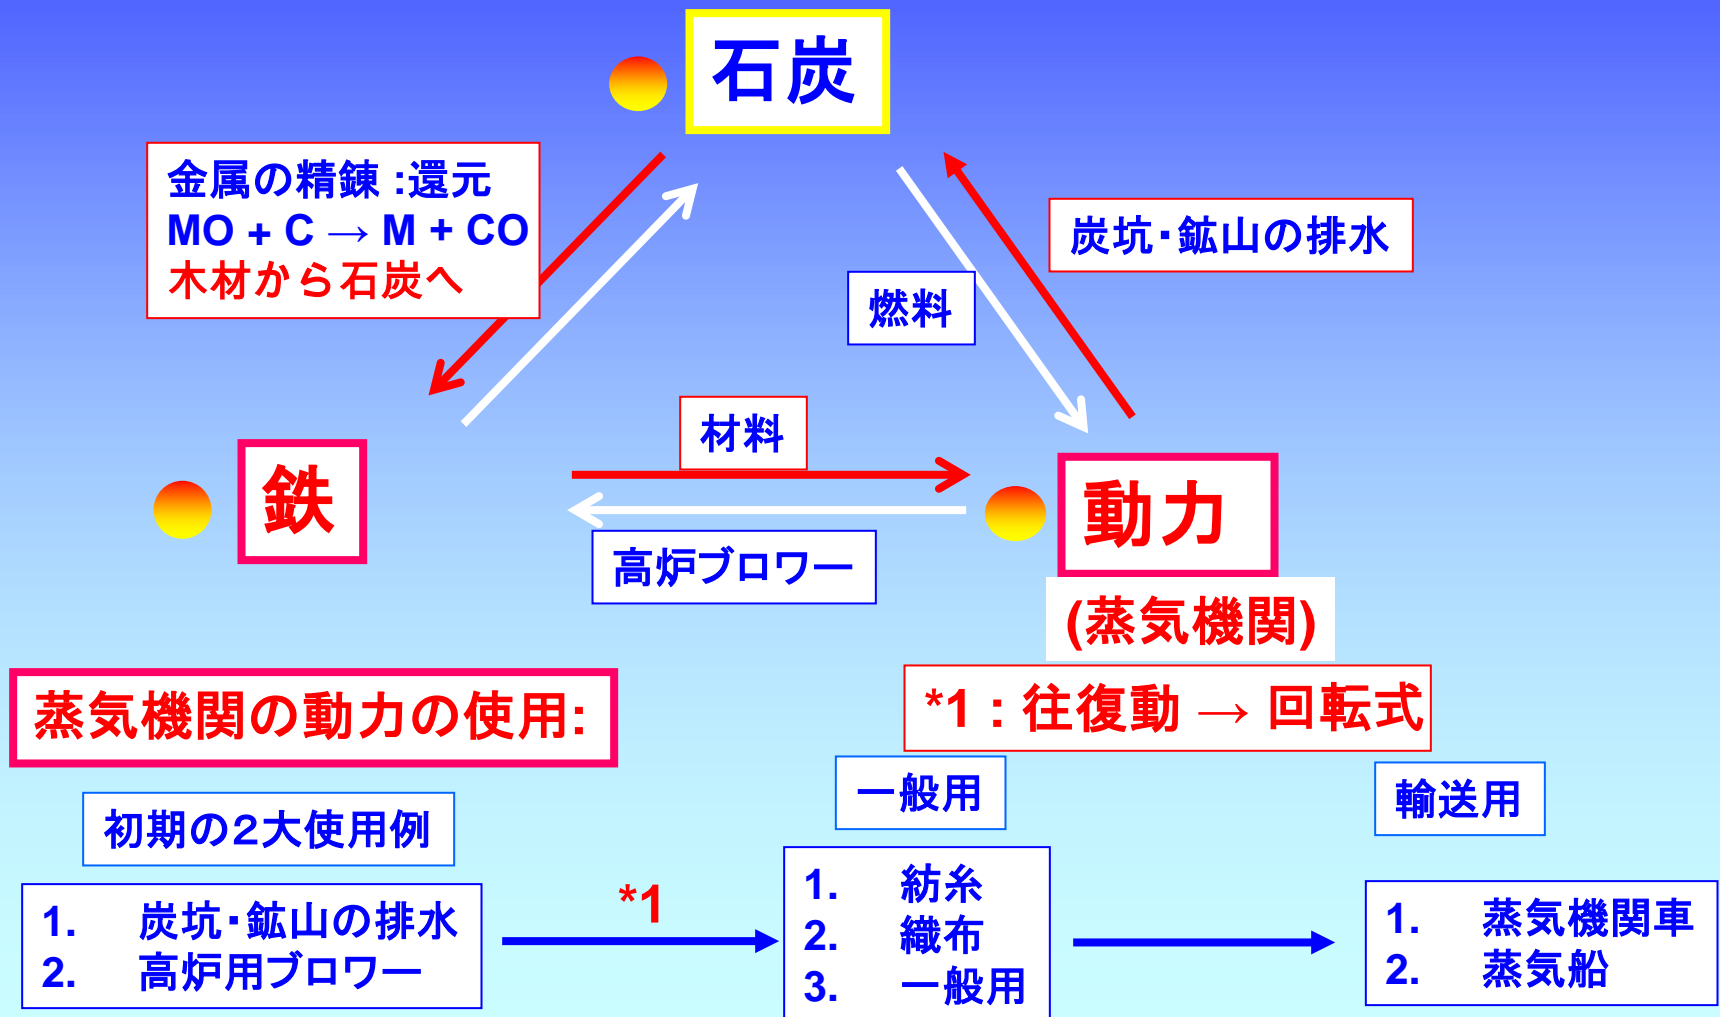 石炭
金属の精錬 :還元
MO + C → M + CO
木材から石炭へ
炭坑・鉱山の排水
燃料
材料
鉄
動力
高炉ブロワー
(蒸気機関)
蒸気機関の動力の使用:
*1 : 往復動 → 回転式
一般用
輸送用
初期の２大使用例
1. 炭坑・鉱山の排水
2. 高炉用ブロワー
*1
1. 紡糸
2. 織布
3. 一般用
1. 蒸気機関車
2. 蒸気船